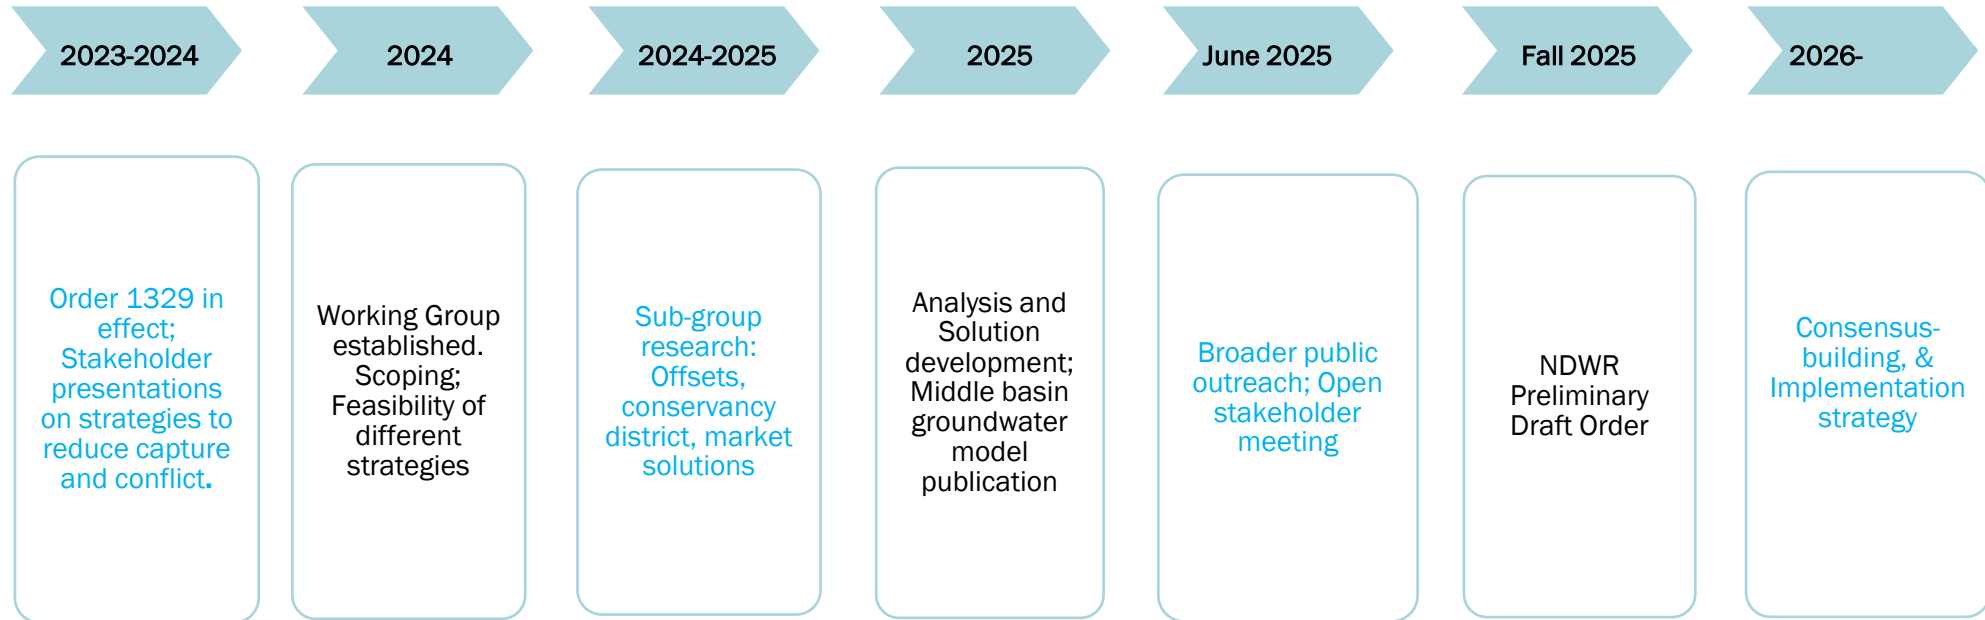 2023-2024
2024
2024-2025
2025
June 2025
Fall 2025
2026-
Order 1329 in
effect;
Stakeholder
presentations
on strategies to
reduce capture
and conflict.
Working Group
established.
Scoping;
Feasibility of
different
strategies
Sub-group
research:
Offsets,
conservancy
district, market
solutions
Analysis and
Solution
development;
Middle basin
groundwater
model
publication
Broader public
outreach; Open
stakeholder
meeting
NDWR
Preliminary
Draft Order
Consensus-
building, &
Implementation
strategy